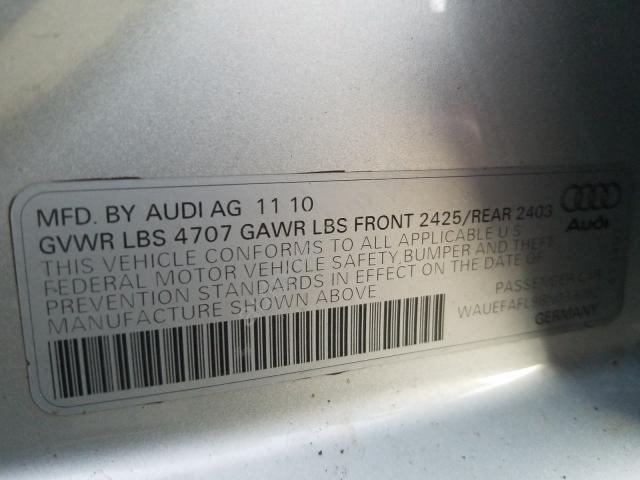 MFD. BY AUDI AG 11 10
GVWR LBS 4707 GAWR LBS FRONT 2425/REAR 2403
THIS VEHICLE CONFORMS TO ALL APPLICABLE U S
FEDERAL MOTOR VEHICLE SAFETY, BUMPER AND THEFT
PREVENTION STANDARDS IN EFFECT ON THE DATE OF
MANUFACTURE SHOWN ABOVE
Audi
PASSENGER CAR
GERMANY